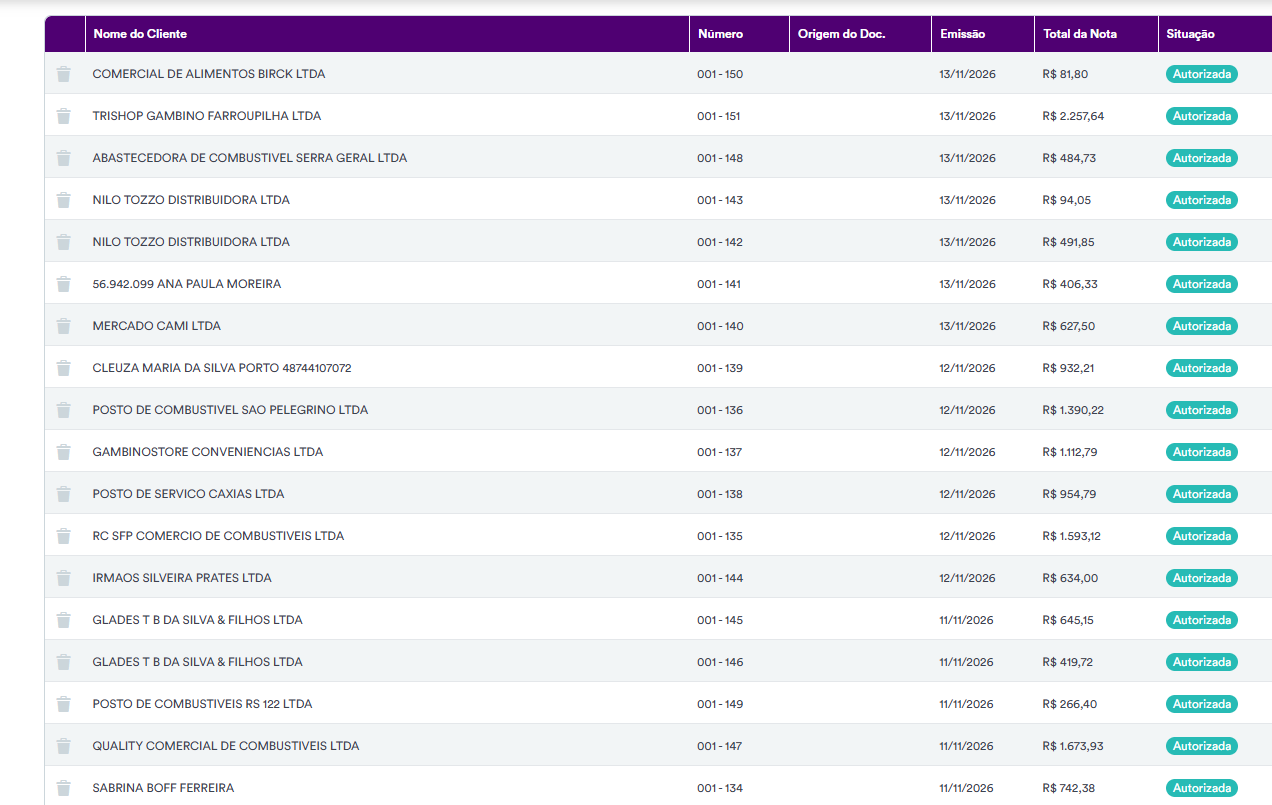 Nome do Cliente Número Origem do Doc. Emissão Total da Nota Situação
COMERCIAL DE ALIMENTOS BIRCK LTDA 001 - 150 13/11/2026 R$ 81,80 Autorizada
TRISHOP GAMBINO FARROUPILHA LTDA 001 - 151 13/11/2026 R$ 2.257,64 Autorizada
ABASTECEDORA DE COMBUSTIVEL SERRA GERAL LTDA 001 - 148 13/11/2026 R$ 484,73 Autorizada
NILO TOZZO DISTRIBUIDORA LTDA 001 - 143 13/11/2026 R$ 94,05 Autorizada
NILO TOZZO DISTRIBUIDORA LTDA 001 - 142 13/11/2026 R$ 491,85 Autorizada
56.942.099 ANA PAULA MOREIRA 001 - 141 13/11/2026 R$ 406,33 Autorizada
MERCADO CAMI LTDA 001 - 140 13/11/2026 R$ 627,50 Autorizada
CLEUZA MARIA DA SILVA PORTO 48744107072 001 - 139 12/11/2026 R$ 932,21 Autorizada
POSTO DE COMBUSTIVEL SAO PELEGRINO LTDA 001 - 136 12/11/2026 R$ 1.390,22 Autorizada
GAMBINOSTORE CONVENIENCIAS LTDA 001 - 137 12/11/2026 R$ 1.112,79 Autorizada
POSTO DE SERVICO CAXIAS LTDA 001 - 138 12/11/2026 R$ 954,79 Autorizada
RC SFP COMERCIO DE COMBUSTIVEIS LTDA 001 - 135 12/11/2026 R$ 1.593,12 Autorizada
IRMAOS SILVEIRA PRATES LTDA 001 - 144 12/11/2026 R$ 634,00 Autorizada
GLADES T B DA SILVA & FILHOS LTDA 001 - 145 11/11/2026 R$ 645,15 Autorizada
GLADES T B DA SILVA & FILHOS LTDA 001 - 146 11/11/2026 R$ 419,72 Autorizada
POSTO DE COMBUSTIVEIS RS 122 LTDA 001 - 149 11/11/2026 R$ 266,40 Autorizada
QUALITY COMERCIAL DE COMBUSTIVEIS LTDA 001 - 147 11/11/2026 R$ 1.673,93 Autorizada
SABRINA BOFF FERREIRA 001 - 134 11/11/2026 R$ 742,38 Autorizada